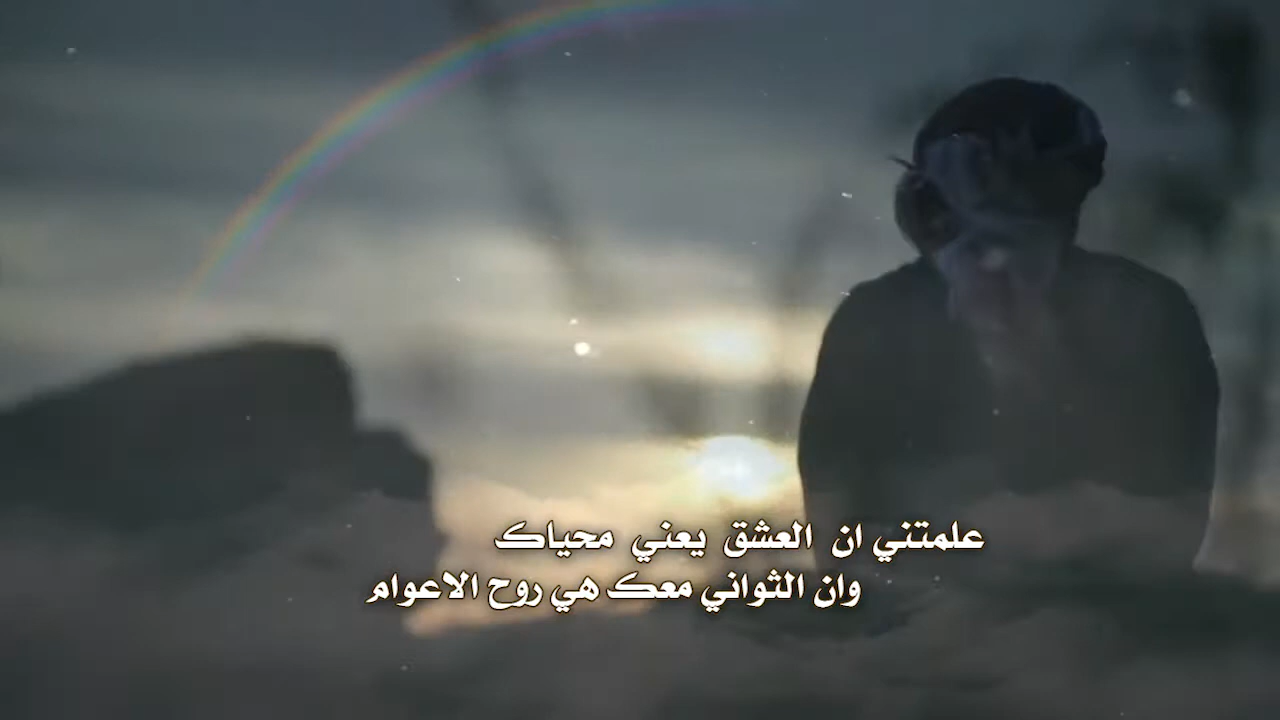 علمتني ان العشق يعني محياك
وان الثواني معك هي روح الاعوام